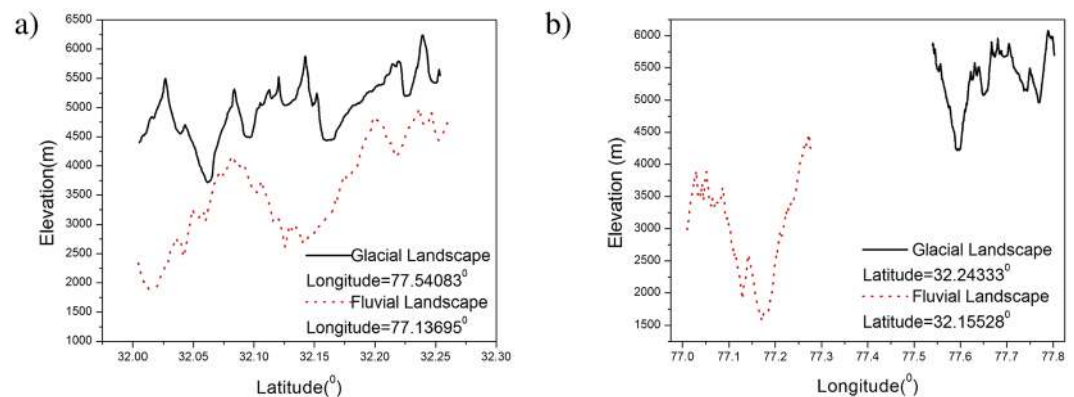 a)
6500
6000
5500
5000
4500
4000
3500
3000
2500
2000
1500
1000
Elevation(m)
Glacial Landscape
Longitude=77.54083⁰
Fluvial Landscape
Longitude=77.13695⁰
32.00 32.05 32.10 32.15 32.20 32.25 32.30
Latitude(⁰)
b)
6000
5500
5000
4500
4000
3500
3000
2500
2000
1500
Elevation (m)
Glacial Landscape
Latitude=32.24333⁰
Fluvial Landscape
Latitude=32.15528⁰
77.0 77.1 77.2 77.3 77.4 77.5 77.6 77.7 77.8
Longitude(⁰)